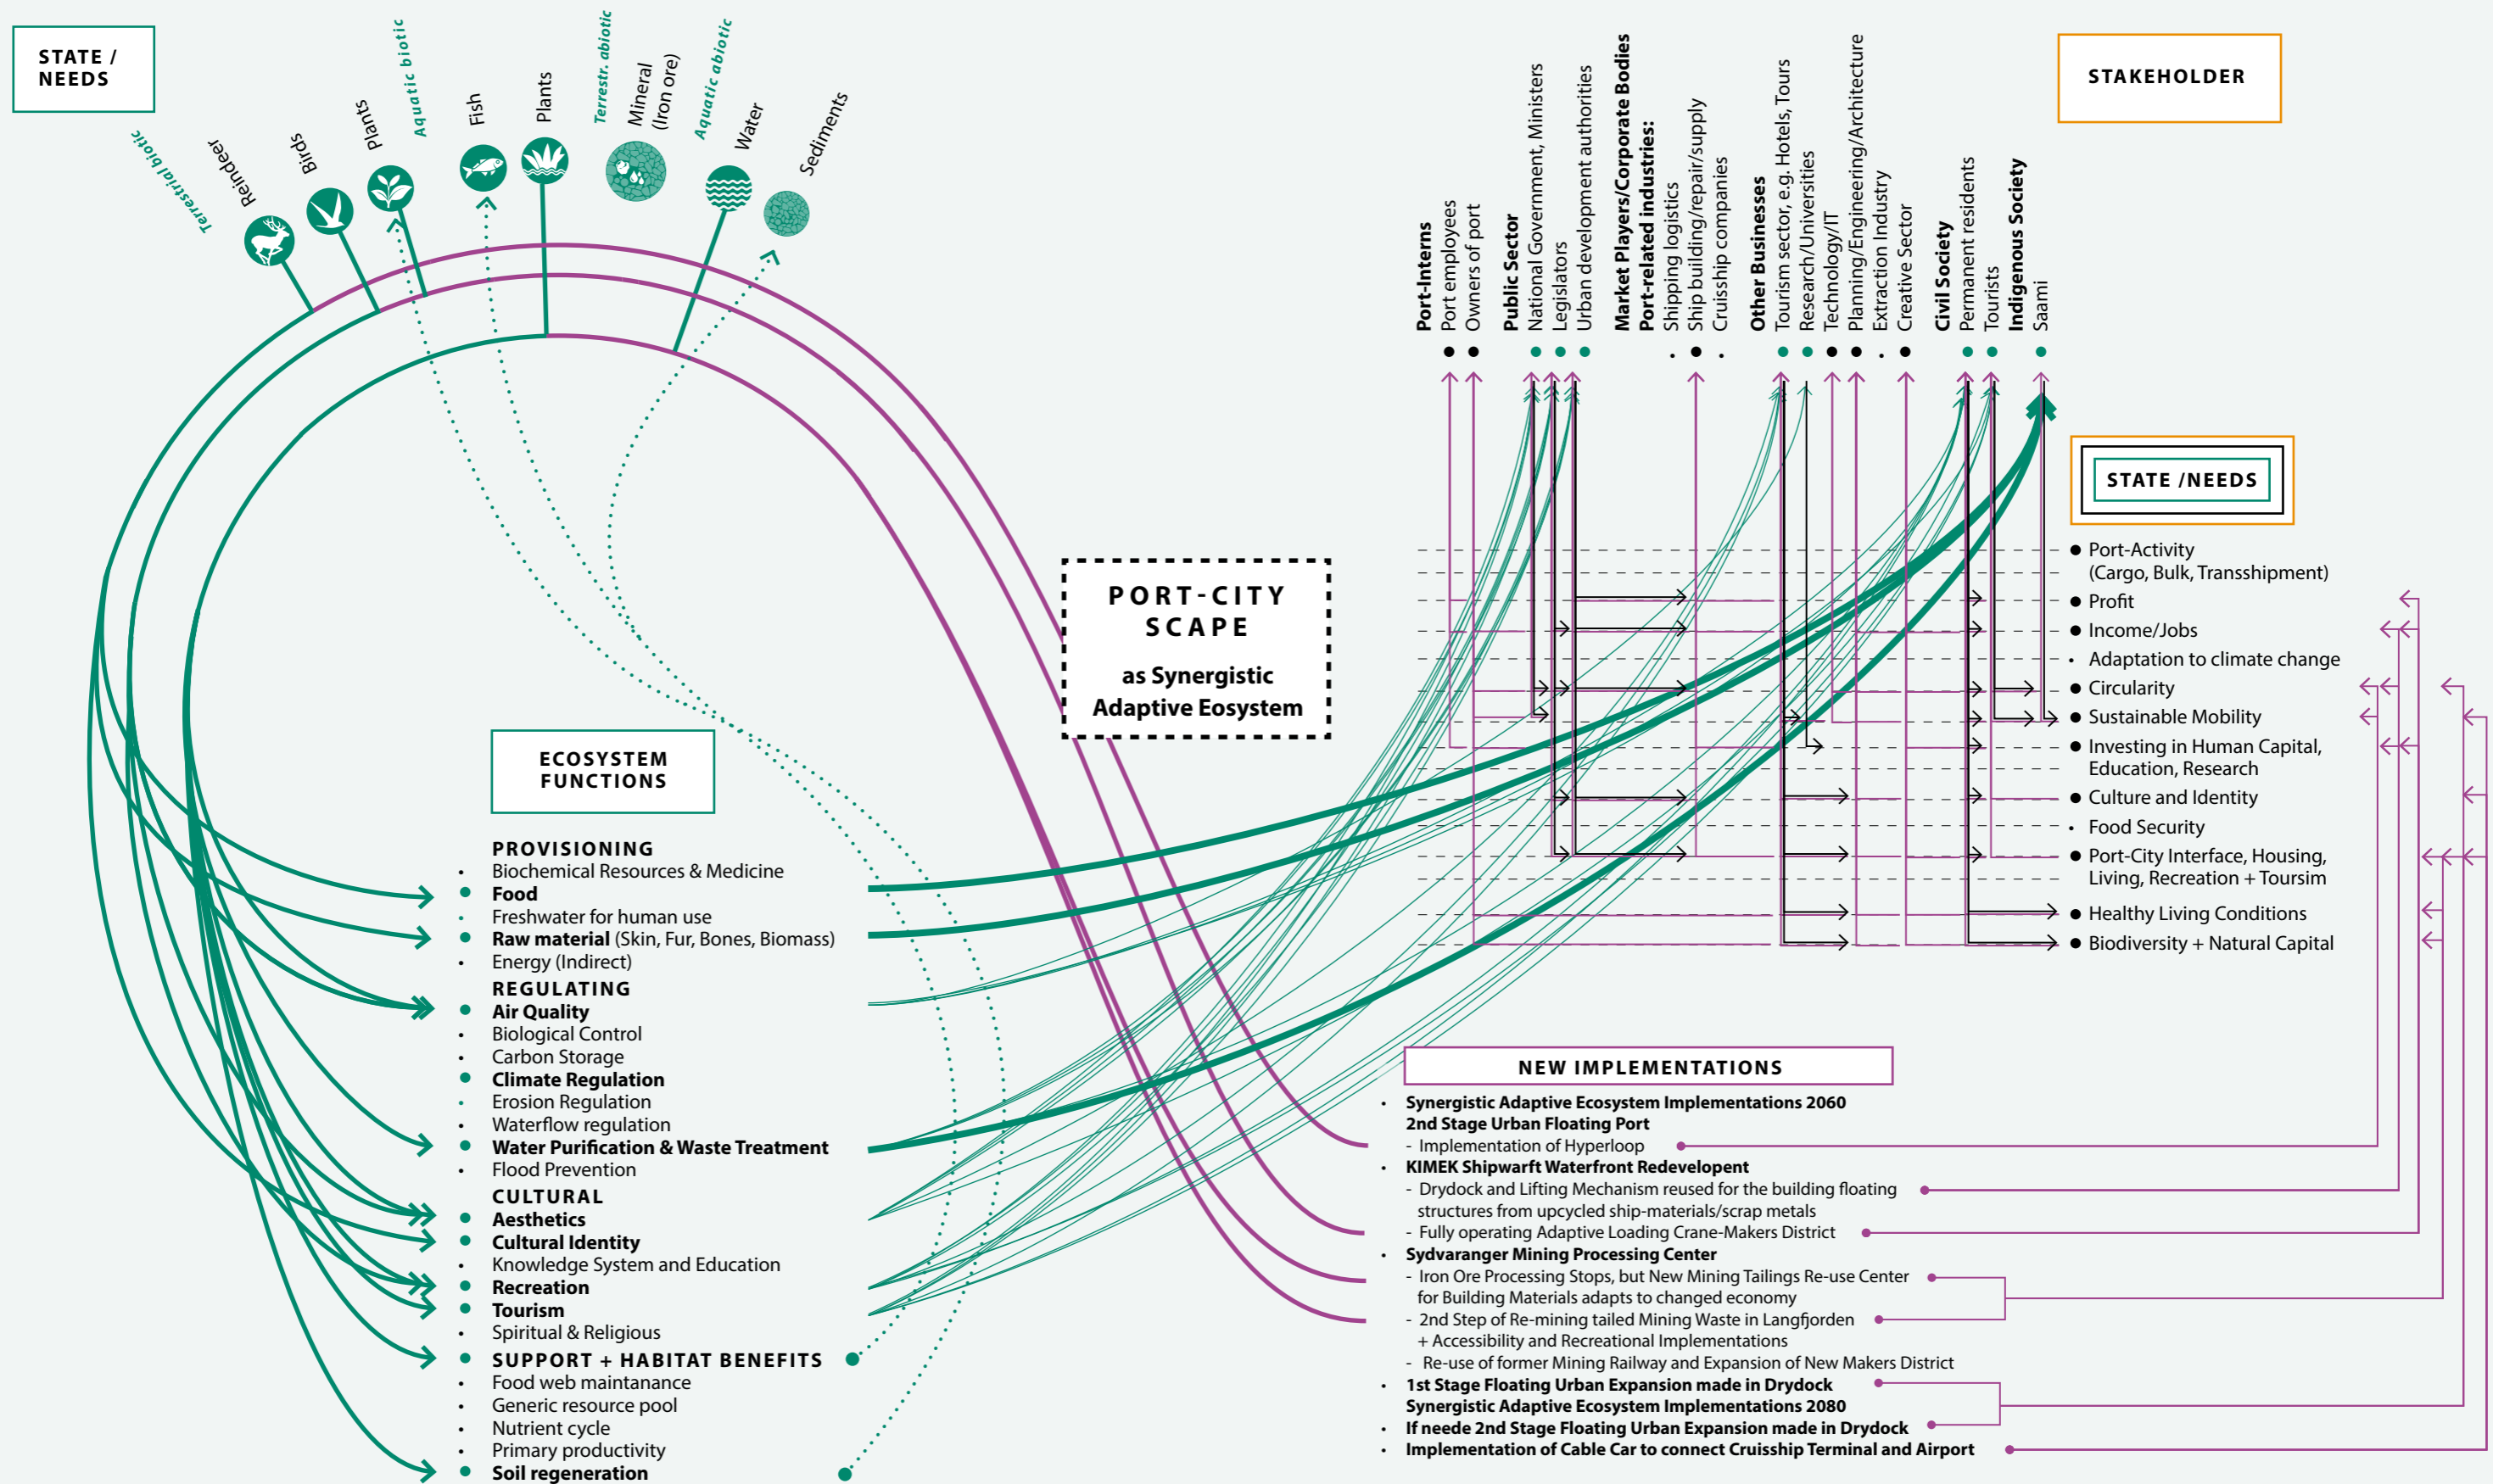 STATE /
NEEDS
Terrestrial biotic
Reindeer
Birds
Plants
Aquatic biotic
Fish
Plants
Terrestr. abiotic
Mineral
(Iron ore)
Aquatic abiotic
Water
Sediments
Port-Interns
Port employees
Owners of port
Public Sector
National Government, Ministers
Legislators
Urban development authorities
Market Players/Corporate Bodies
Port-related industries:
Shipping logistics
Ship building/repair/supply
Cruisship companies
Other Businesses
Tourism sector, e.g. Hotels, Tours
Research/Universities
Technology/IT
Planning/Engineering/Architecture
Extraction Industry
Creative Sector
Civil Society
Permanent residents
Tourists
Indigenous Society
Saami
STAKEHOLDER
STATE /NEEDS
Port-Activity
(Cargo, Bulk, Transshipment)
Profit
Income/Jobs
Adaptation to climate change
Circularity
Sustainable Mobility
Investing in Human Capital,
Education, Research
Culture and Identity
Food Security
Port-City Interface, Housing,
Living, Recreation + Toursim
Healthy Living Conditions
Biodiversity + Natural Capital
PORT-CITY
SCAPE
as Synergistic
Adaptive Eosystem
ECOSYSTEM
FUNCTIONS
PROVISIONING
Biochemical Resources & Medicine
Food
Freshwater for human use
Raw material (Skin, Fur, Bones, Biomass)
Energy (Indirect)
REGULATING
Air Quality
Biological Control
Carbon Storage
Climate Regulation
Erosion Regulation
Waterflow regulation
Water Purification & Waste Treatment
Flood Prevention
CULTURAL
Aesthetics
Cultural Identity
Knowledge System and Education
Recreation
Tourism
Spiritual & Religious
SUPPORT + HABITAT BENEFITS
Food web maintanance
Generic resource pool
Nutrient cycle
Primary productivity
Soil regeneration
NEW IMPLEMENTATIONS
Synergistic Adaptive Ecosystem Implementations 2060
2nd Stage Urban Floating Port
- Implementation of Hyperloop
KIMEK Shipwarft Waterfront Redevelopent
- Drydock and Lifting Mechanism reused for the building floating
structures from upcycled ship-materials/scrap metals
- Fully operating Adaptive Loading Crane-Makers District
Sydvaranger Mining Processing Center
- Iron Ore Processing Stops, but New Mining Tailings Re-use Center
for Building Materials adapts to changed economy
- 2nd Step of Re-mining tailed Mining Waste in Langfjorden
+ Accessibility and Recreational Implementations
- Re-use of former Mining Railway and Expansion of New Makers District
1st Stage Floating Urban Expansion made in Drydock
Synergistic Adaptive Ecosystem Implementations 2080
If neede 2nd Stage Floating Urban Expansion made in Drydock
Implementation of Cable Car to connect Cruisship Terminal and Airport